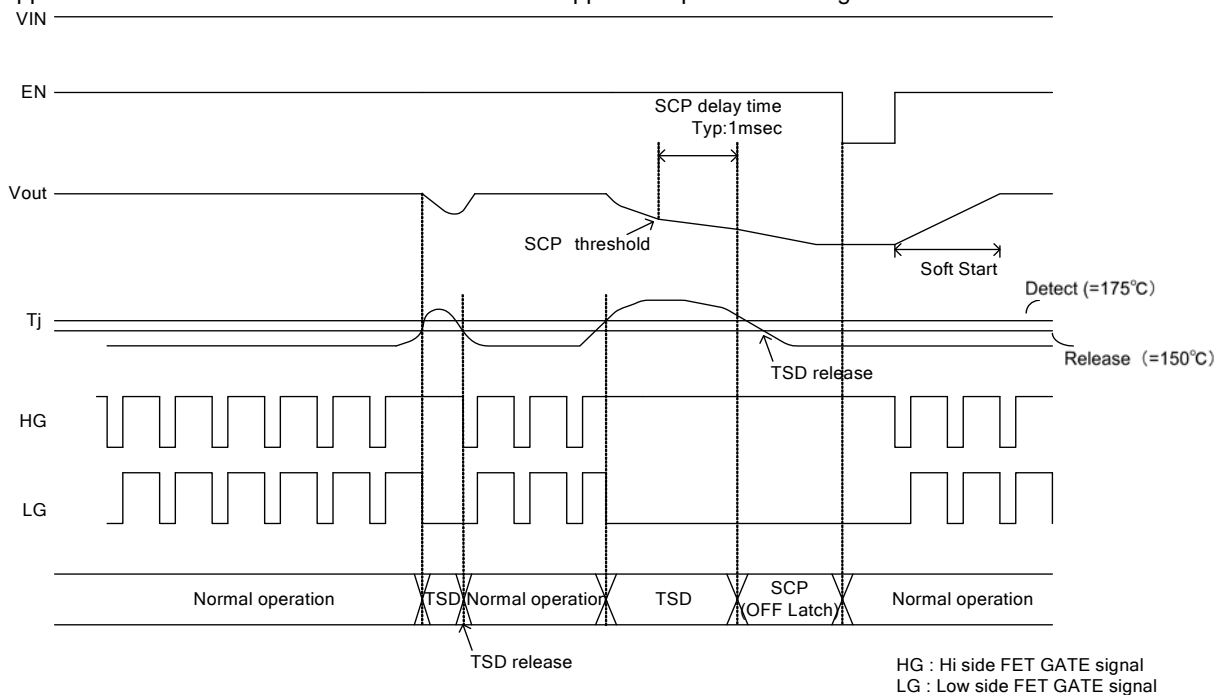 VIN
EN
SCP delay time
Typ:1msec
Vout
SCP threshold
Soft Start
Detect (=175℃)
Tj
Release (=150℃)
TSD release
HG
LG
Normal operation
TSD
Normal operation
TSD
SCP
(OFF Latch)
Normal operation
TSD release
HG : Hi side FET GATE signal
LG : Low side FET GATE signal